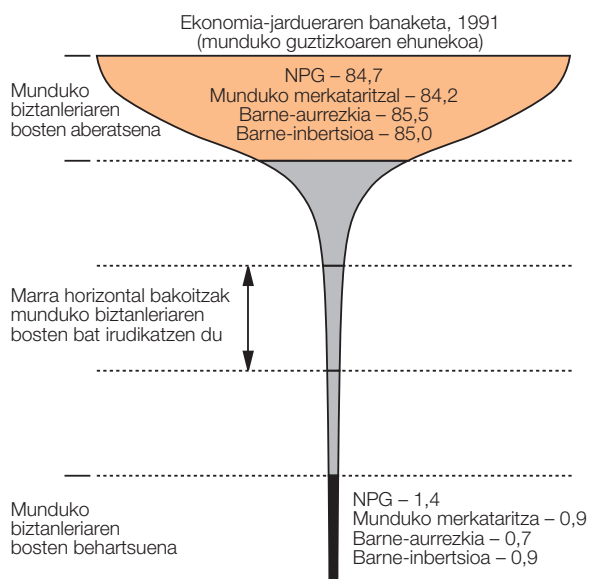 Ekonomia-jardueraren banaketa, 1991
(munduko guztizkoaren ehunekoa)
Munduko
biztanleriaren
bosten aberatsena
NPG – 84,7
Munduko merkataritzal – 84,2
Barne-aurrezkia – 85,5
Barne-inbertsioa – 85,0
Marra horizontal bakoitzak
munduko biztanleriaren
bosten bat irudikatzen du
Munduko
biztanleriaren
bosten behartsuena
NPG – 1,4
Munduko merkataritza – 0,9
Barne-aurrezkia – 0,7
Barne-inbertsioa – 0,9